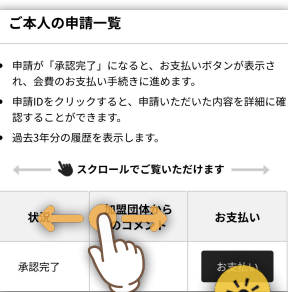 ご本人の申請一覧
申請が「承認完了」になると、お支払いボタンが表示さ
れ、会費のお支払い手続きに進めます。
申請IDをクリックすると、申請いただいた内容を詳細に確
認することができます。
過去3年分の履歴を表示します。
スクロールでご覧いただけます
状況
加盟団体から
のコメント
お支払い
承認完了
お支払い